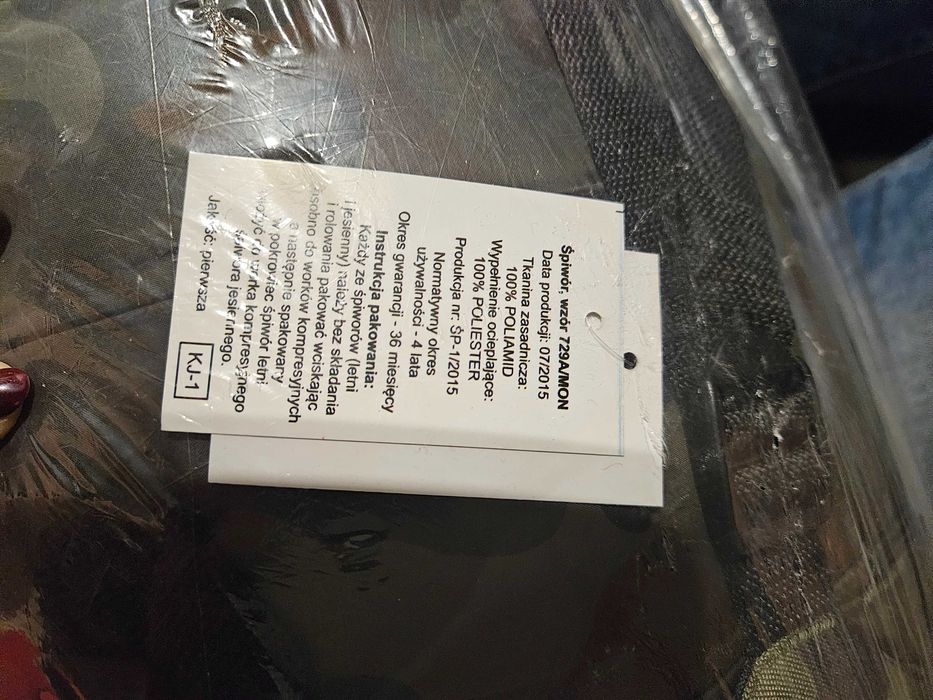 Śpiwór, wzór 729A/MON
Data produkcji: 07/2015
Tkanina zasadnicza:
100% POLIAMID
Wypełnienie ocieplające:
100% POLIESTER
Produkcja nr. ŚP-1/2015
Normatywny okres
używalności - 4 lata
Okres gwarancji - 36 miesięcy
Instrukcja pakowania:
Każdy ze śpiworów (letni
i jesienny) należy bez składania
i rolowania pakować wciskając
osobno do worków kompresyjnych
a następnie spakowany
w pokrowiec śpiwór letni
włożyć do worka kompresyjnego
śpiwora jesiennego.
Jakość: pierwsza
KJ-1